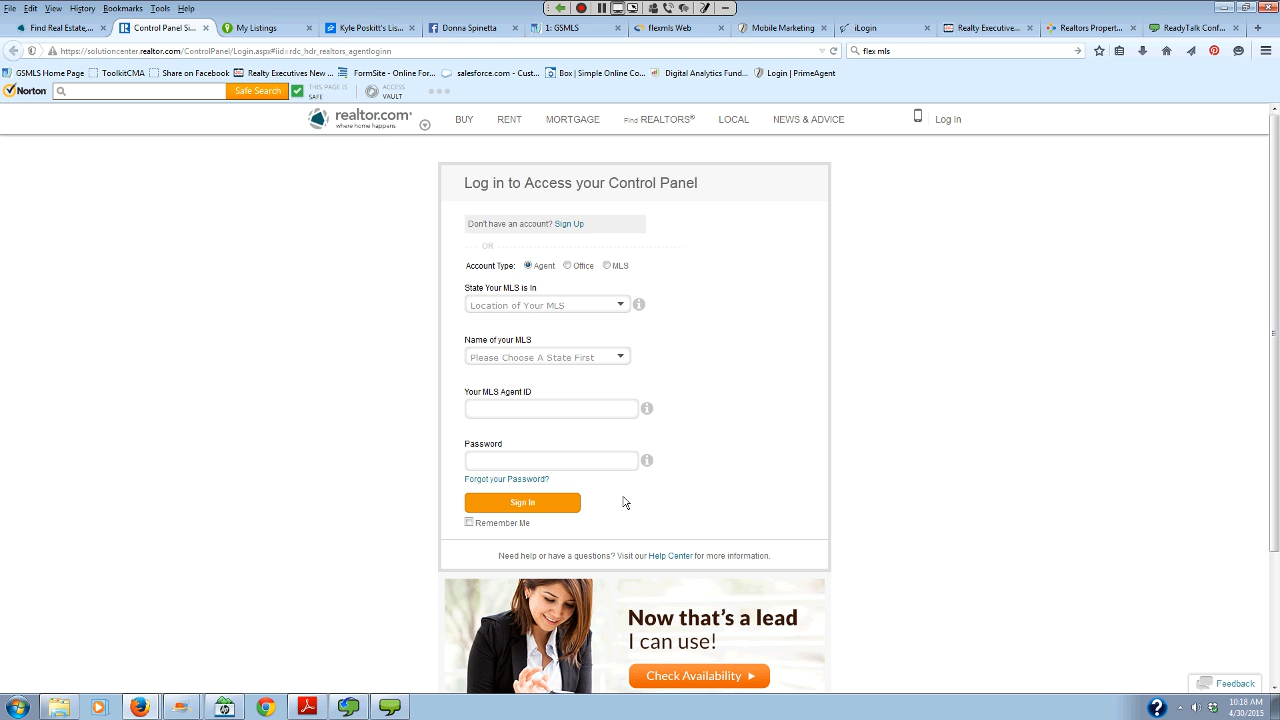 File Edit View History Bookmarks Tools Help
Find Real Estate,... × Control Panel Si... × My Listings × Kyle Poretsky's Lis... × Donna Spinetta × 1: GSMLS × flexmls Web × Mobile Marketing ... × iLogin × Realty Executives... × Realtors Property... × ReadyTalk Conf... ×
https://solutioncenter.realtor.com/ControlPanel/Login.aspx#iid=rdc_hdr_realtors_agentloginn
flex mls
GSMLS Home Page ToolkitCMA Share on Facebook Realty Executives New ... FormSite - Online For... salesforce.com - Cust... Box | Simple Online Co... Digital Analytics Fund... Login | PrimeAgent
Norton Safe Search THIS PAGE IS SAFE ACCESS VAULT
realtor.com®
where home happens
BUY RENT MORTGAGE Find REALTORS® LOCAL NEWS & ADVICE Log In
Log in to Access your Control Panel
Don't have an account? Sign Up
OR
Account Type: Agent Office MLS
State Your MLS is In
Location of Your MLS
Name of your MLS
Please Choose A State First
Your MLS Agent ID
Password
Forgot your Password?
Sign In
Remember Me
Need help or have a questions? Visit our Help Center for more information.
Now that's a lead
I can use!
Check Availability
Feedback
10:18 AM
4/30/2015